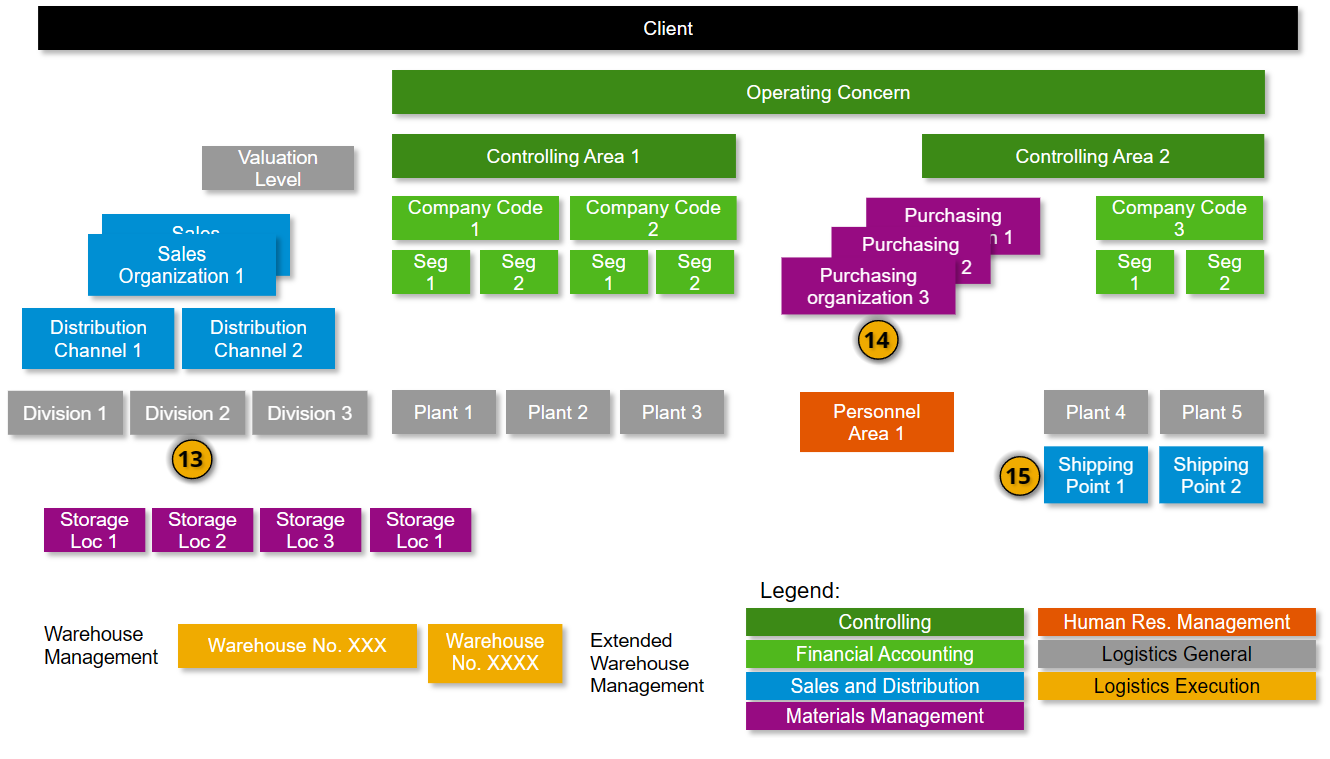 Client
Operating Concern
Valuation
Level
Controlling Area 1
Controlling Area 2
Sales
Sales
Organization 1
Company Code
1
Company Code
2
Purchasing
n 1
Purchasing
2
Purchasing
organization 3
Company Code
3
Seg
1
Seg
2
Seg
1
Seg
2
Seg
1
Seg
2
Distribution
Channel 1
Distribution
Channel 2
14
Division 1
Division 2
Division 3
Plant 1
Plant 2
Plant 3
Personnel
Area 1
Plant 4
Plant 5
13
15
Shipping
Point 1
Shipping
Point 2
Storage
Loc 1
Storage
Loc 2
Storage
Loc 3
Storage
Loc 1
Warehouse
Management
Warehouse No. XXX
Warehouse
No. XXXX
Extended
Warehouse
Management
Legend:
Controlling
Human Res. Management
Financial Accounting
Logistics General
Sales and Distribution
Logistics Execution
Materials Management